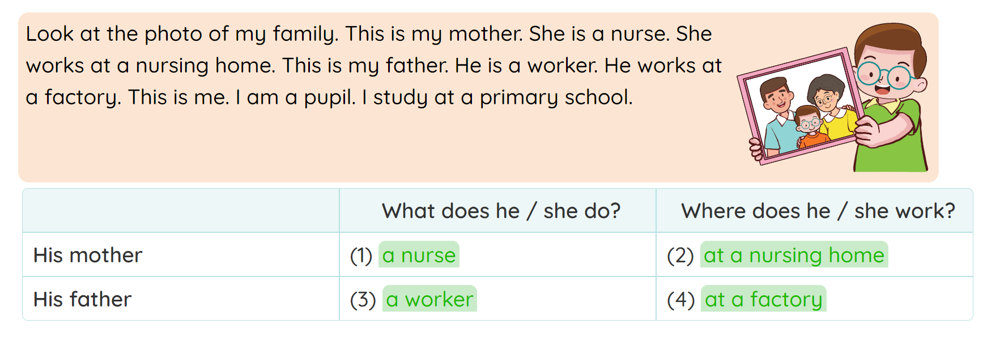 Look at the photo of my family. This is my mother. She is a nurse. She
works at a nursing home. This is my father. He is a worker. He works at
a factory. This is me. I am a pupil. I study at a primary school.
What does he / she do? Where does he / she work?
His mother (1) a nurse (2) at a nursing home
His father (3) a worker (4) at a factory